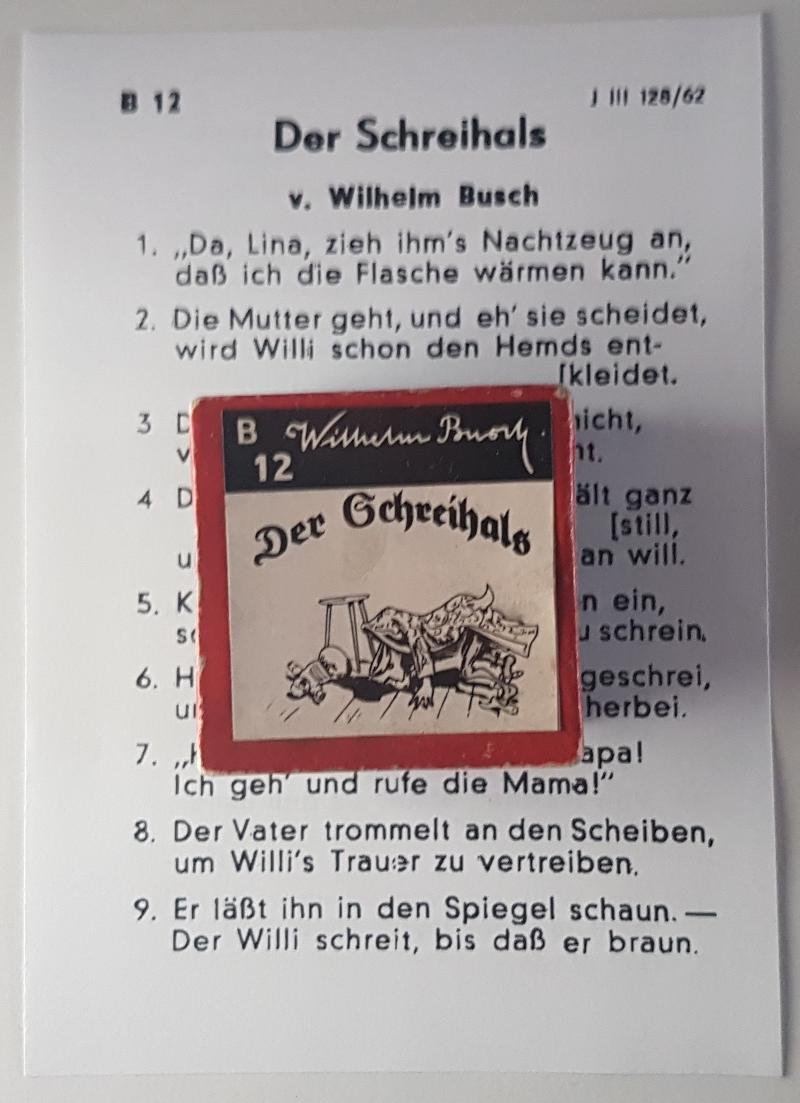 B 12
J III 128/62
Der Schreihals
v. Wilhelm Busch
1. „Da, Lina, zieh ihm's Nachtzeug an,
daß ich die Flasche wärmen kann.“
2. Die Mutter geht, und eh' sie scheidet,
wird Willi schon den Hemds ent-
[kleidet.
3
4
ält ganz
[still,
u an will.
5. K n ein,
schrein.
6. H geschrei,
herbei.
7. apa!
Ich geh' und rufe die Mama!“
8. Der Vater trommelt an den Scheiben,
um Willi's Trauer zu vertreiben.
9. Er läßt ihn in den Spiegel schaun. —
Der Willi schreit, bis daß er braun.
B Wilhelm Busch.
12
Der Schreihals